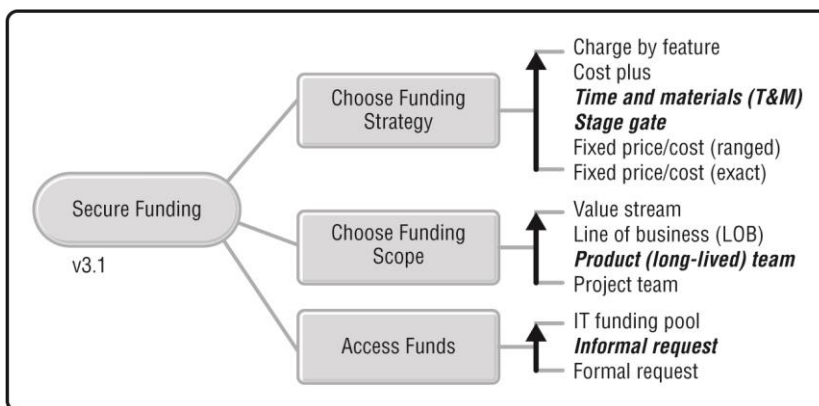 Secure Funding
v3.1
Choose Funding
Strategy
Charge by feature
Cost plus
Time and materials (T&M)
Stage gate
Fixed price/cost (ranged)
Fixed price/cost (exact)
Choose Funding
Scope
Value stream
Line of business (LOB)
Product (long-lived) team
Project team
Access Funds
IT funding pool
Informal request
Formal request